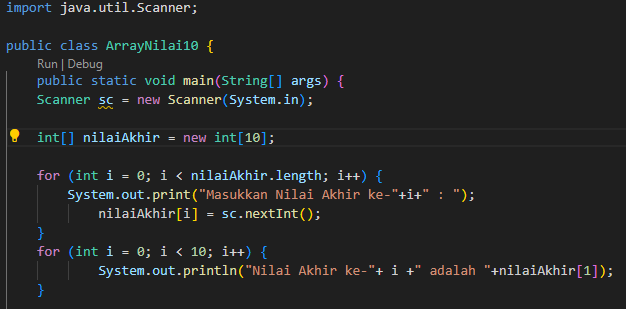 import java.util.Scanner;
public class ArrayNilai10 {
Run | Debug
public static void main(String[] args) {
Scanner sc = new Scanner(System.in);
int[] nilaiAkhir = new int[10];
for (int i = 0; i < nilaiAkhir.length; i++) {
System.out.print("Masukkan Nilai Akhir ke-"+i+" : ");
nilaiAkhir[i] = sc.nextInt();
}
for (int i = 0; i < 10; i++) {
System.out.println("Nilai Akhir ke-"+ i +" adalah "+nilaiAkhir[1]);
}